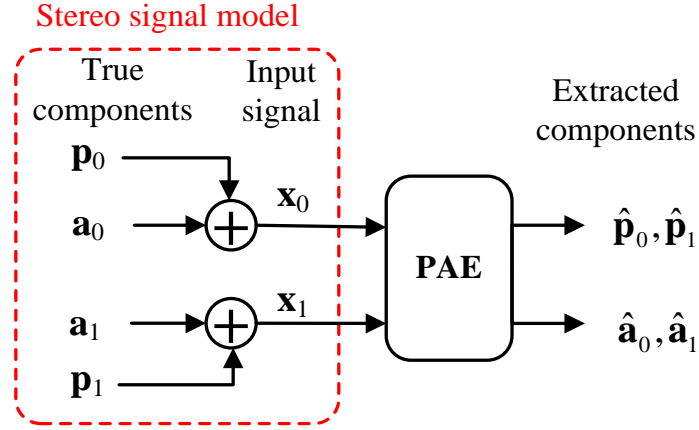 Stereo signal model
True components
Input signal
Extracted components
p₀
a₀
x₀
PAE
p̂₀, p̂₁
a₁
x₁
â₀, â₁
p₁